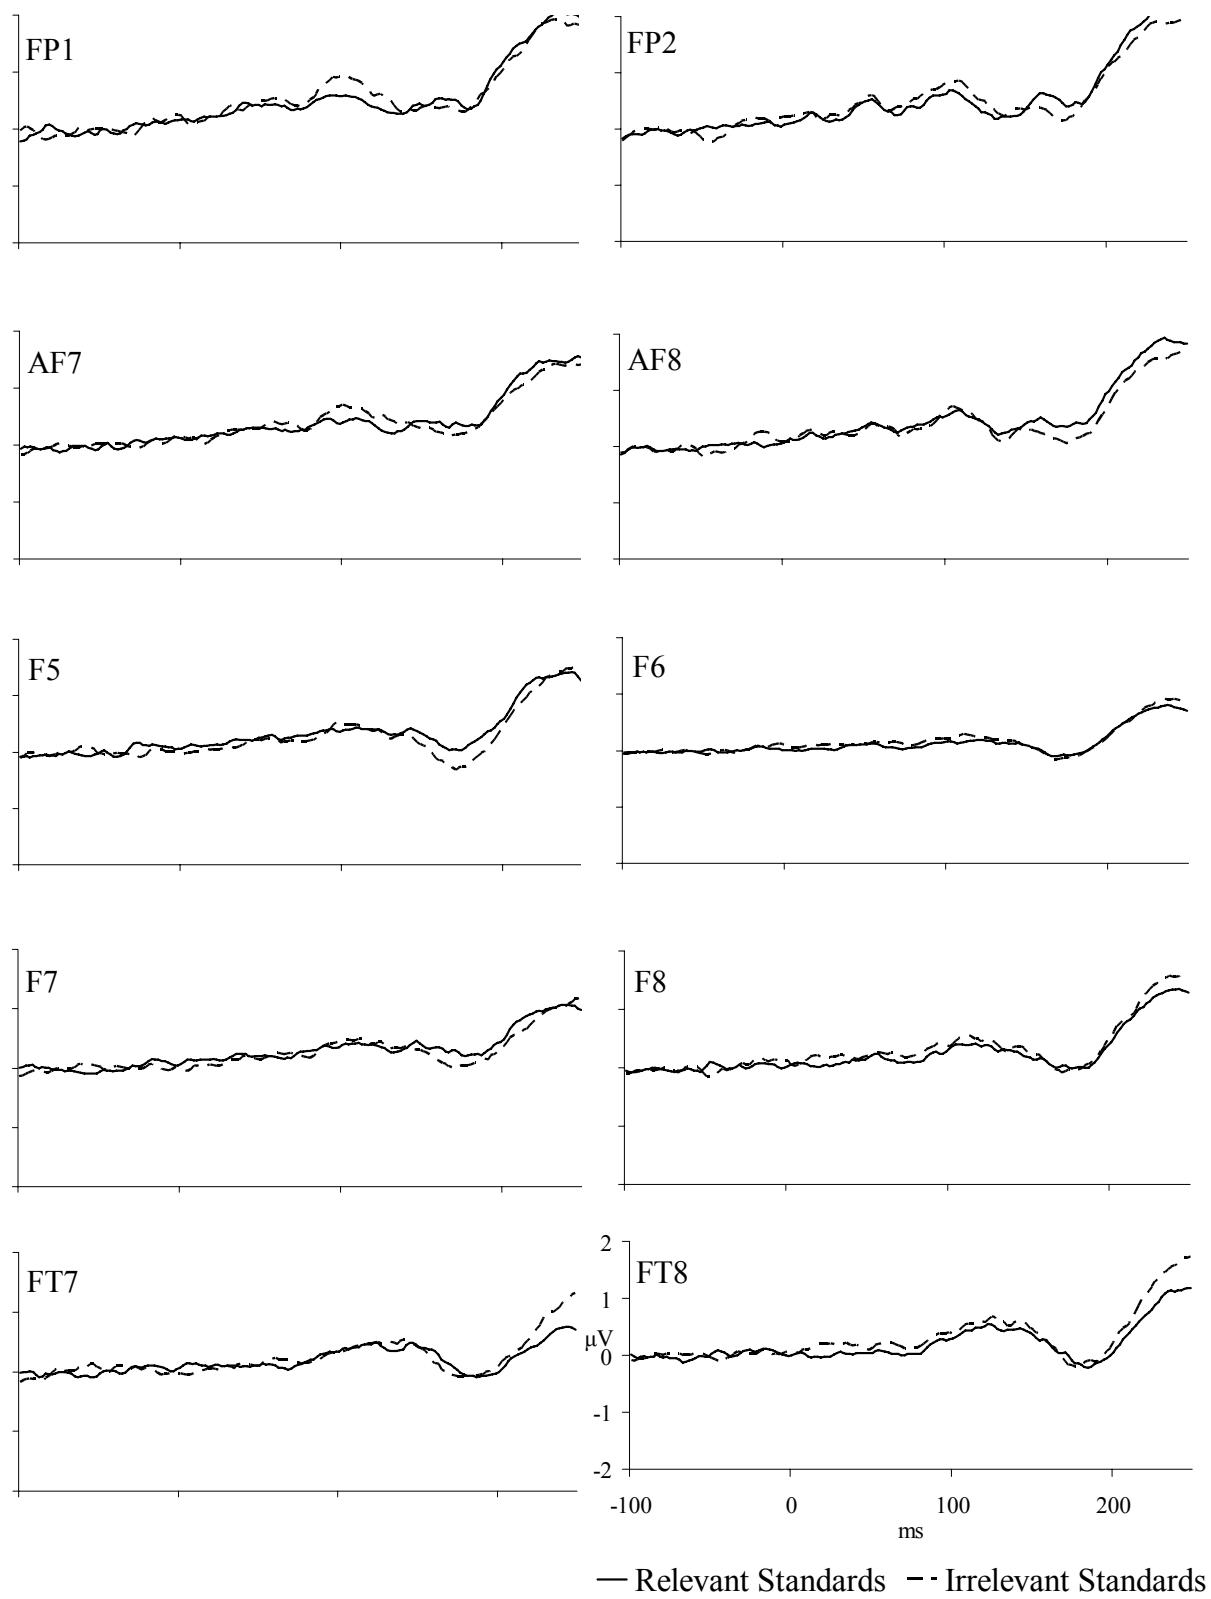 FP1
FP2
AF7
AF8
F5
F6
F7
F8
FT7
FT8
2
1
μV
0
-1
-2
-100 0 100 200
ms
Relevant Standards Irrelevant Standards